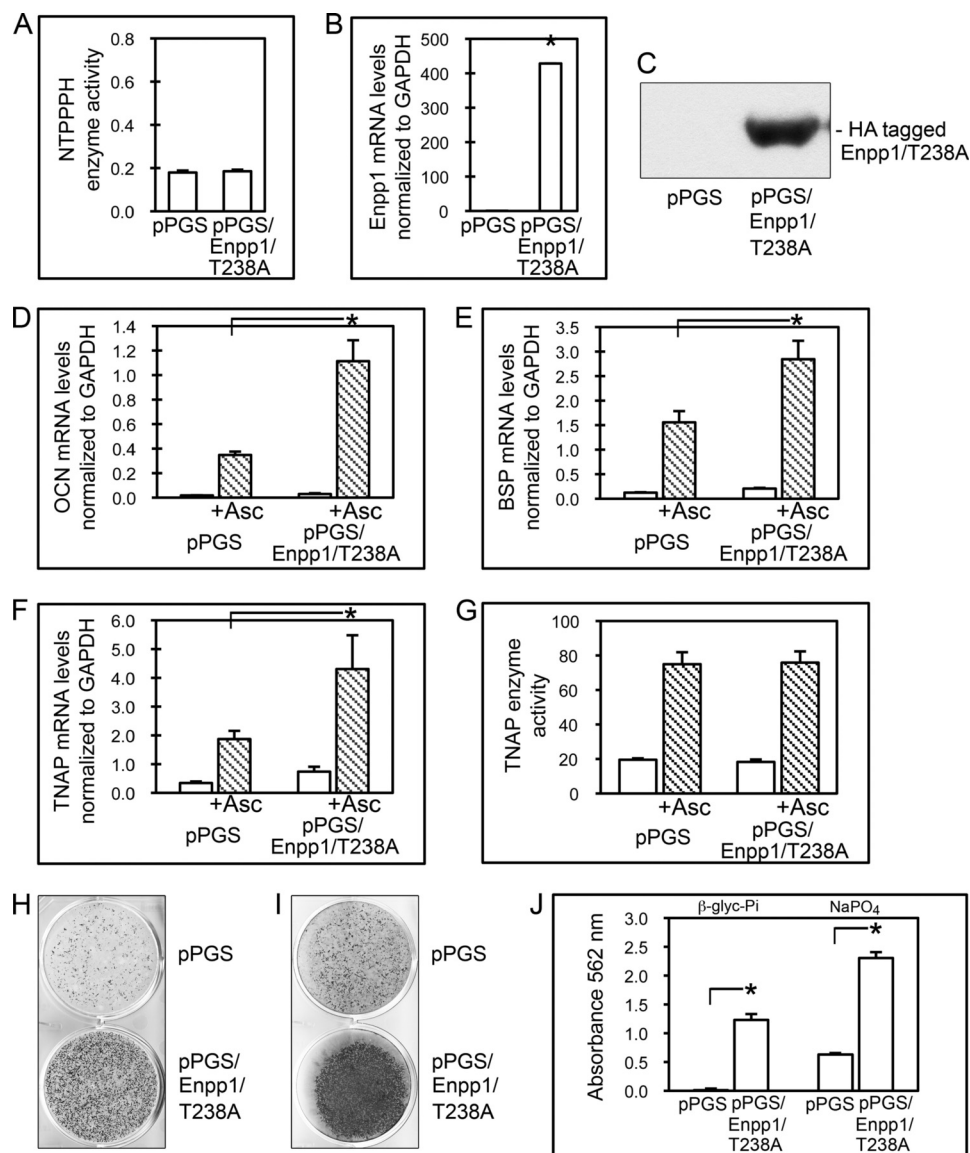 A
NTPPPH
enzyme activity
0.8
0.6
0.4
0.2
0.0
pPGS
pPGS/
Enpp1/
T238A
B
Enpp1 mRNA levels
normalized to GAPDH
500
400
300
200
100
0
*
pPGS
pPGS/
Enpp1/
T238A
C
- HA tagged
Enpp1/T238A
pPGS
pPGS/
Enpp1/
T238A
D
OCN mRNA levels
normalized to GAPDH
1.4
1.2
1.0
0.8
0.6
0.4
0.2
0.0
*
+Asc
+Asc
pPGS
pPGS/
Enpp1/T238A
E
BSP mRNA levels
normalized to GAPDH
3.5
3.0
2.5
2.0
1.5
1.0
0.5
0.0
*
+Asc
+Asc
pPGS
pPGS/
Enpp1/T238A
F
TNAP mRNA levels
normalized to GAPDH
6.0
5.0
4.0
3.0
2.0
1.0
0.0
*
+Asc
+Asc
pPGS
pPGS/
Enpp1/T238A
G
TNAP enzyme
activity
100
80
60
40
20
0
+Asc
+Asc
pPGS
pPGS/
Enpp1/T238A
H
pPGS
pPGS/
Enpp1/
T238A
I
pPGS
pPGS/
Enpp1/
T238A
J
Absorbance 562 nm
β-glyc-Pi
NaPO₄
3.0
2.5
2.0
1.5
1.0
0.5
0.0
*
*
pPGS
pPGS/
Enpp1/
T238A
pPGS
pPGS/
Enpp1/
T238A